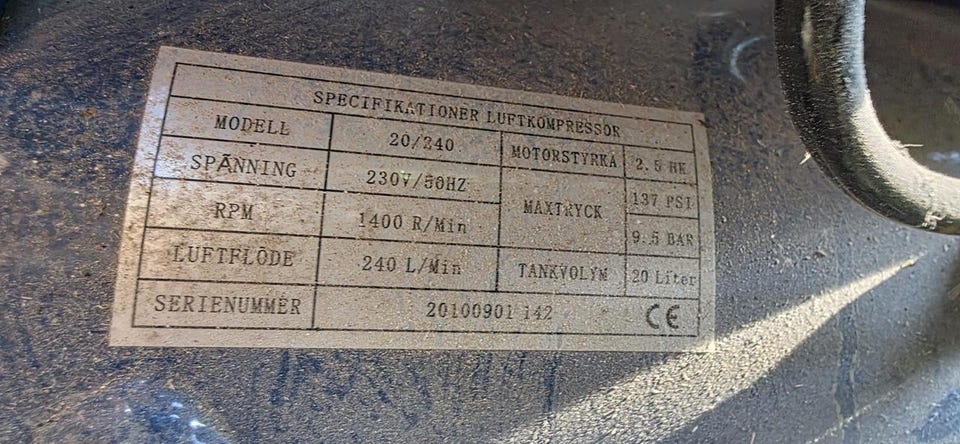 SPECIFIKATIONER LUFTKOMPRESSOR
MODELL 20/240 MOTORSTYRKA 2.5 HK
SPÄNNING 230V/50HZ MAXTRYCK 137 PSI
RPM 1400 R/Min 9.5 BAR
LUFTFLÖDE 240 L/Min TANKVOLYM 20 Liter
SERIENUMMER 20100901 142 CE